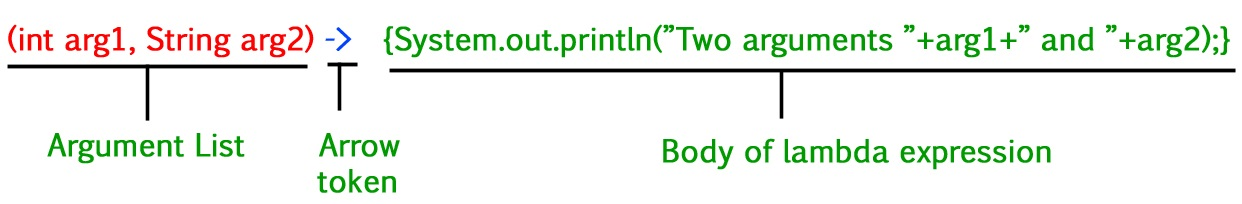 (int arg1, String arg2) -> {System.out.println(”Two arguments ”+arg1+” and ”+arg2);}
Argument List
Arrow
token
Body of lambda expression